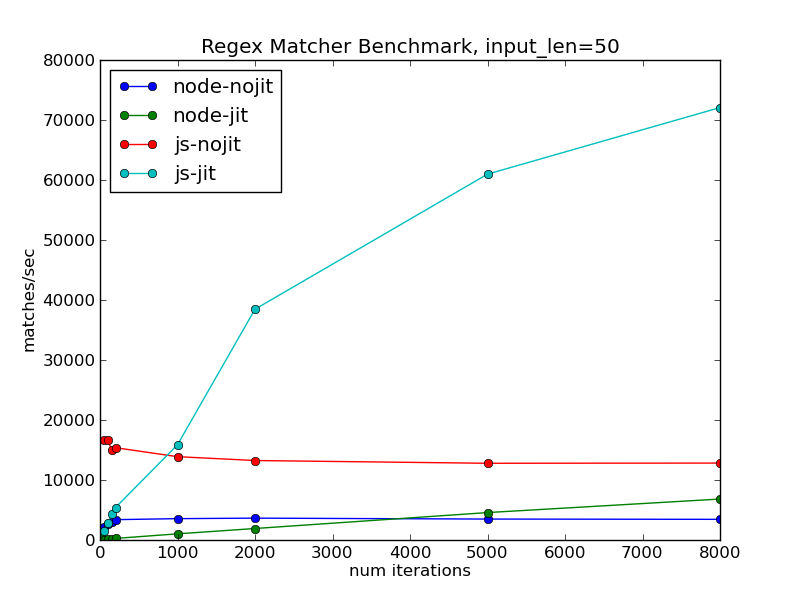 Regex Matcher Benchmark, input_len=50
80000
70000
60000
50000
40000
30000
20000
10000
0
matches/sec
node-nojit
node-jit
js-nojit
js-jit
0 1000 2000 3000 4000 5000 6000 7000 8000
num iterations